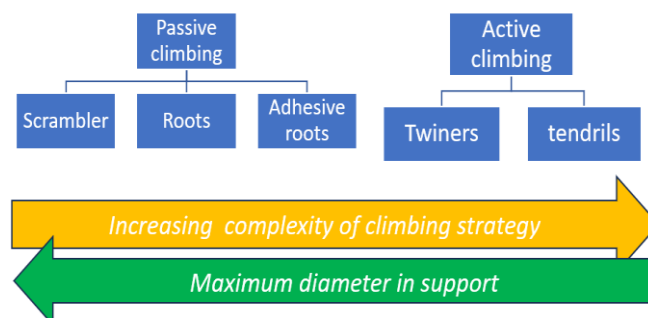 Passive
climbing
Active
climbing
Scrambler
Roots
Adhesive
roots
Twiners
tendrils
Increasing complexity of climbing strategy
Maximum diameter in support